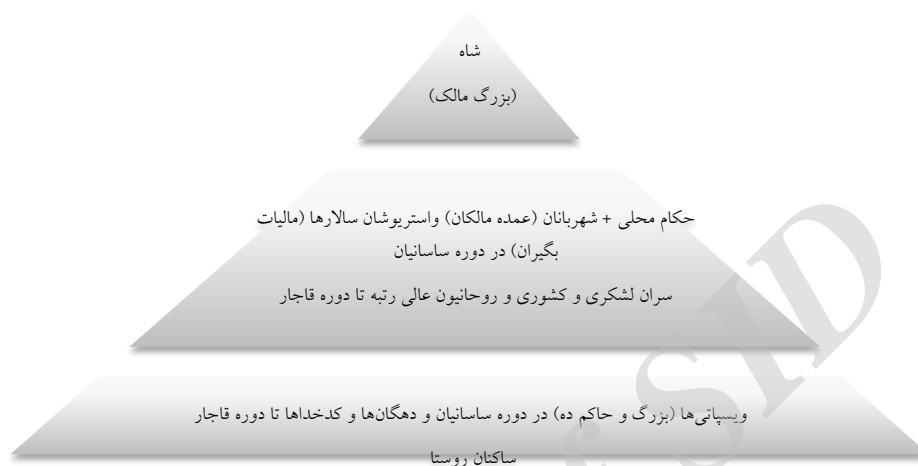 شاه
(بزرگ مالک)
حکام محلی + شهربانان (عمده مالکان) واستریوشان سالارها (مالیات
بگیران) در دوره ساسانیان
سران لشکری و کشوری و روحانیون عالی رتبه تا دوره قاجار
ویسپاتی‌ها (بزرگ و حاکم ده) در دوره ساسانیان و دهگان‌ها و کدخداها تا دوره قاجار
ساکنان روستا
SID